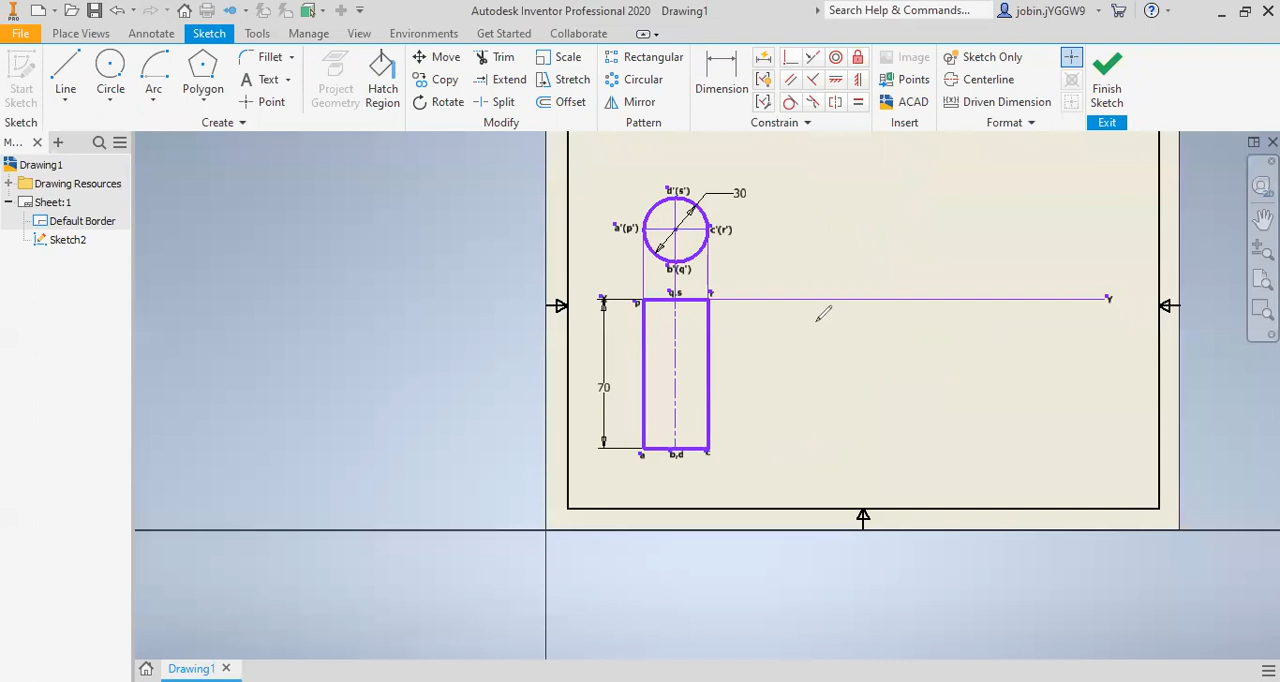 Autodesk Inventor Professional 2020 Drawing1
Search Help & Commands...
jobin.jYGGW9
PRO
File Place Views Annotate Sketch Tools Manage View Environments Get Started Collaborate
Start Sketch
Line
Circle
Arc
Polygon
Fillet
Text
Point
Project Geometry
Hatch Region
Move
Copy
Rotate
Trim
Extend
Split
Scale
Stretch
Offset
Rectangular
Circular
Mirror
Dimension
Image
Points
ACAD
Sketch Only
Centerline
Driven Dimension
Finish Sketch
Sketch Create Modify Pattern Constrain Insert Format Exit
M...
Drawing1
Drawing Resources
Sheet:1
Default Border
Sketch2
d'(s')
30
a'(p')
c'(r')
b'(q')
q,s
r
X
p
Y
70
a
b,d
c
Drawing1